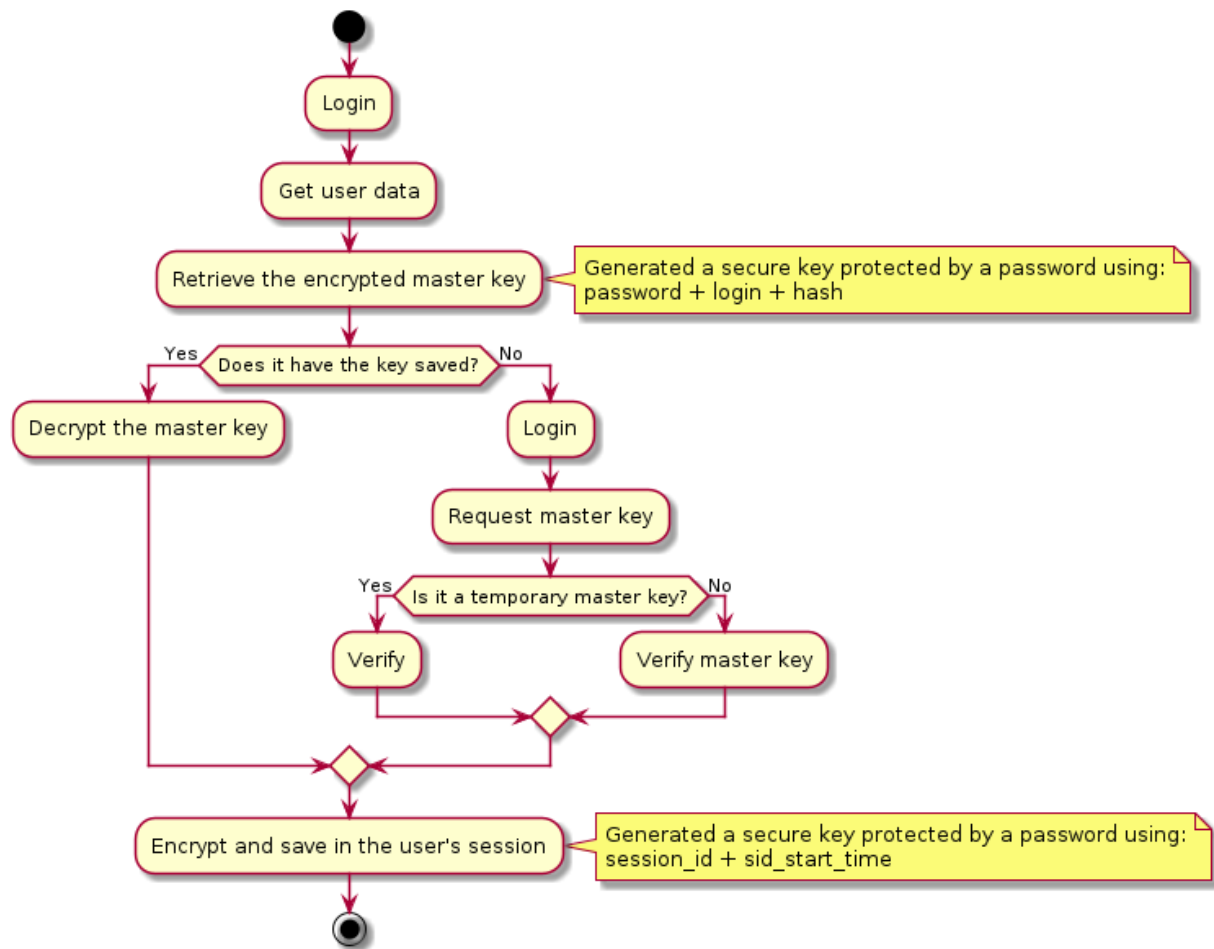 Login
Get user data
Retrieve the encrypted master key
Generated a secure key protected by a password using:
password + login + hash
Yes
Does it have the key saved?
No
Decrypt the master key
Login
Request master key
Yes
Is it a temporary master key?
No
Verify
Verify master key
Encrypt and save in the user's session
Generated a secure key protected by a password using:
session_id + sid_start_time